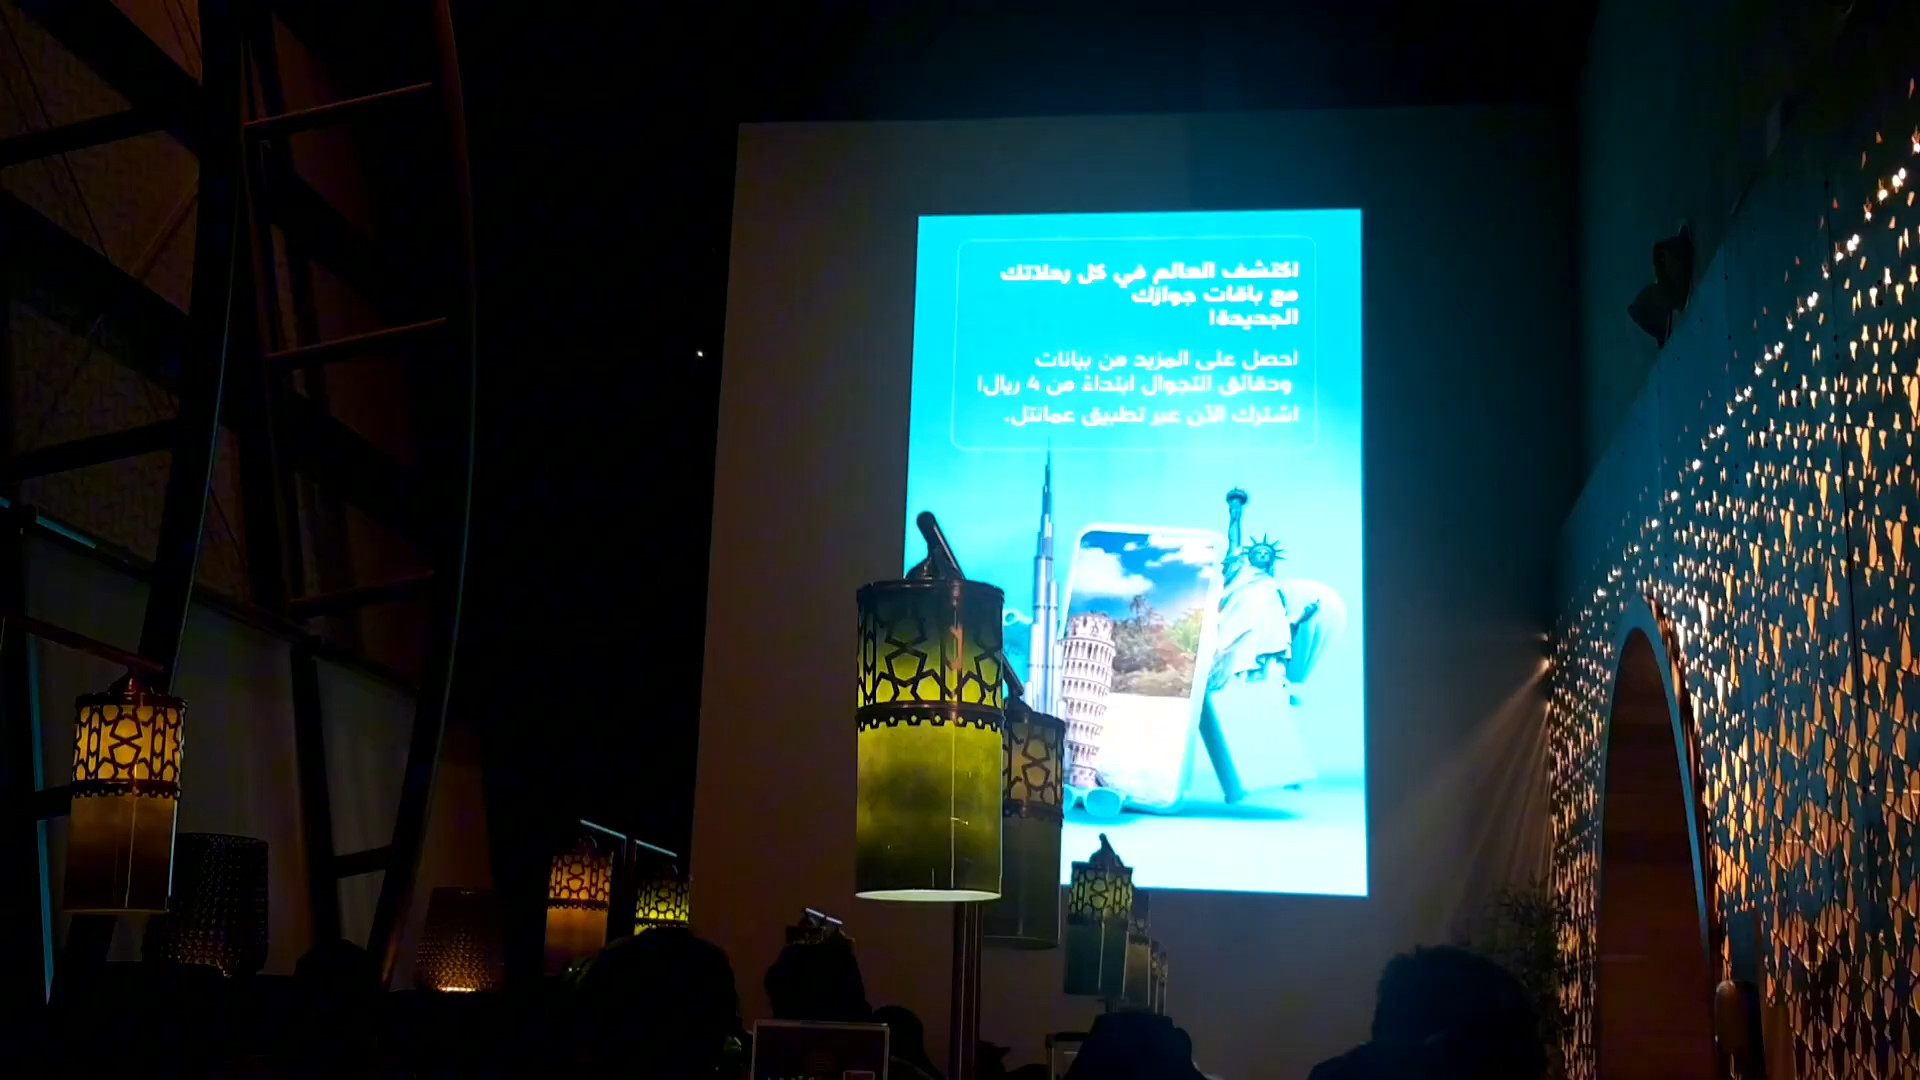 اكتشف العالم في كل رحلاتك
مع باقات جوازك
الجديدة!
احصل على المزيد من بيانات
ودقائق التجوال ابتداءً من 4 ريال!
اشترك الآن عبر تطبيق عمانتل.